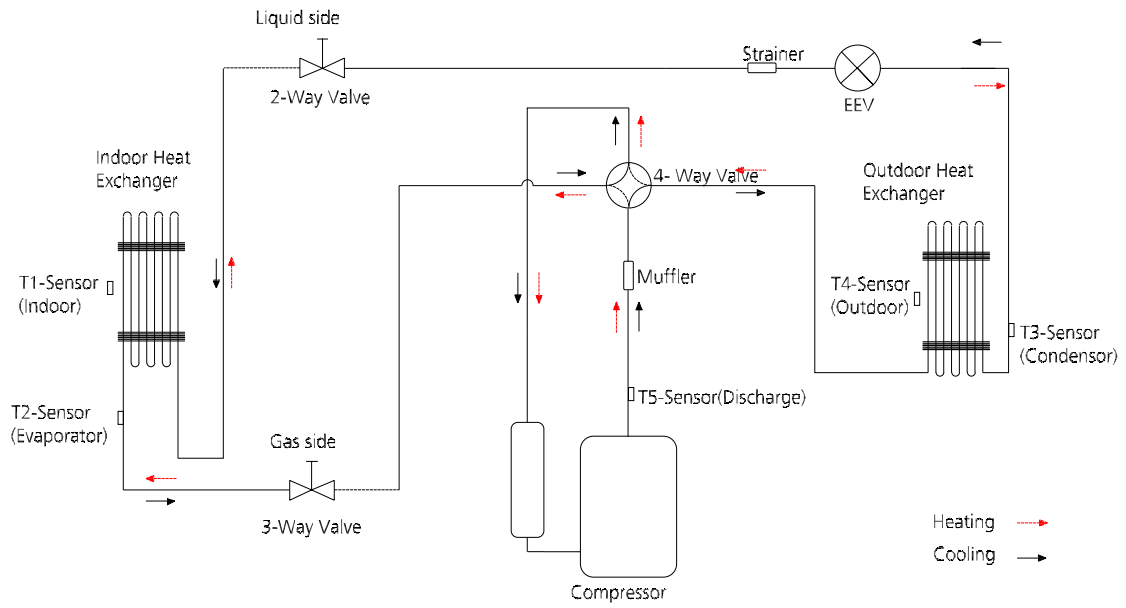 Liquid side
2-Way Valve
Strainer
EEV
Indoor Heat
Exchanger
4- Way Valve
Outdoor Heat
Exchanger
T1-Sensor
(Indoor)
Muffler
T4-Sensor
(Outdoor)
T3-Sensor
(Condensor)
T5-Sensor(Discharge)
T2-Sensor
(Evaporator)
Gas side
3-Way Valve
Compressor
Heating
Cooling